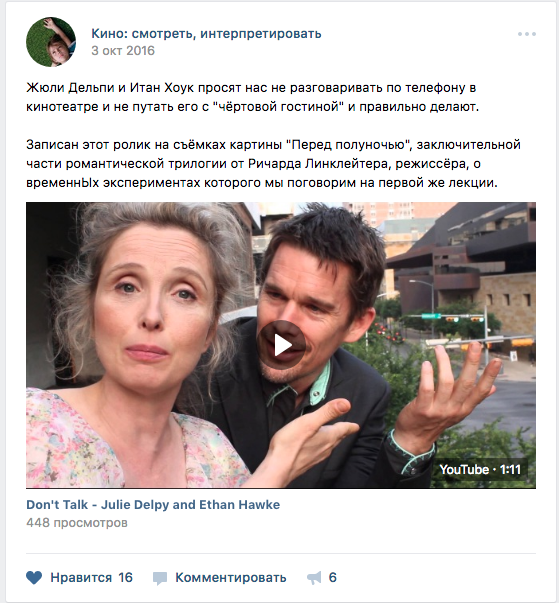 Кино: смотреть, интерпретировать
3 окт 2016
Жюли Дельпи и Итан Хоук просят нас не разговаривать по телефону в
кинотеатре и не путать его с "чёртовой гостиной" и правильно делают.
Записан этот ролик на съёмках картины "Перед полуночью", заключительной
части романтической трилогии от Ричарда Линклейтера, режиссёра, о
временнЫх экспериментах которого мы поговорим на первой же лекции.
YouTube · 1:11
Don't Talk - Julie Delpy and Ethan Hawke
448 просмотров
Нравится 16 Комментировать 6